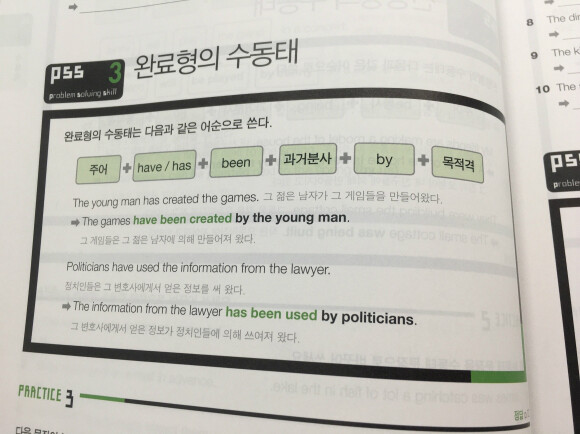 8 The
9 The k
10 The
PSS 3 완료형의 수동태
problem solving skill
완료형의 수동태는 다음과 같은 어순으로 쓴다.
주어 + have / has + been + 과거분사 + by + 목적격
The young man has created the games. 그 젊은 남자가 그 게임들을 만들어왔다.
➡ The games have been created by the young man.
그 게임들은 그 젊은 남자에 의해 만들어져 왔다.
Politicians have used the information from the lawyer.
정치인들은 그 변호사에게서 얻은 정보를 써 왔다.
➡ The information from the lawyer has been used by politicians.
그 변호사에게서 얻은 정보가 정치인들에 의해 쓰여져 왔다.
PRACTICE 3
정답